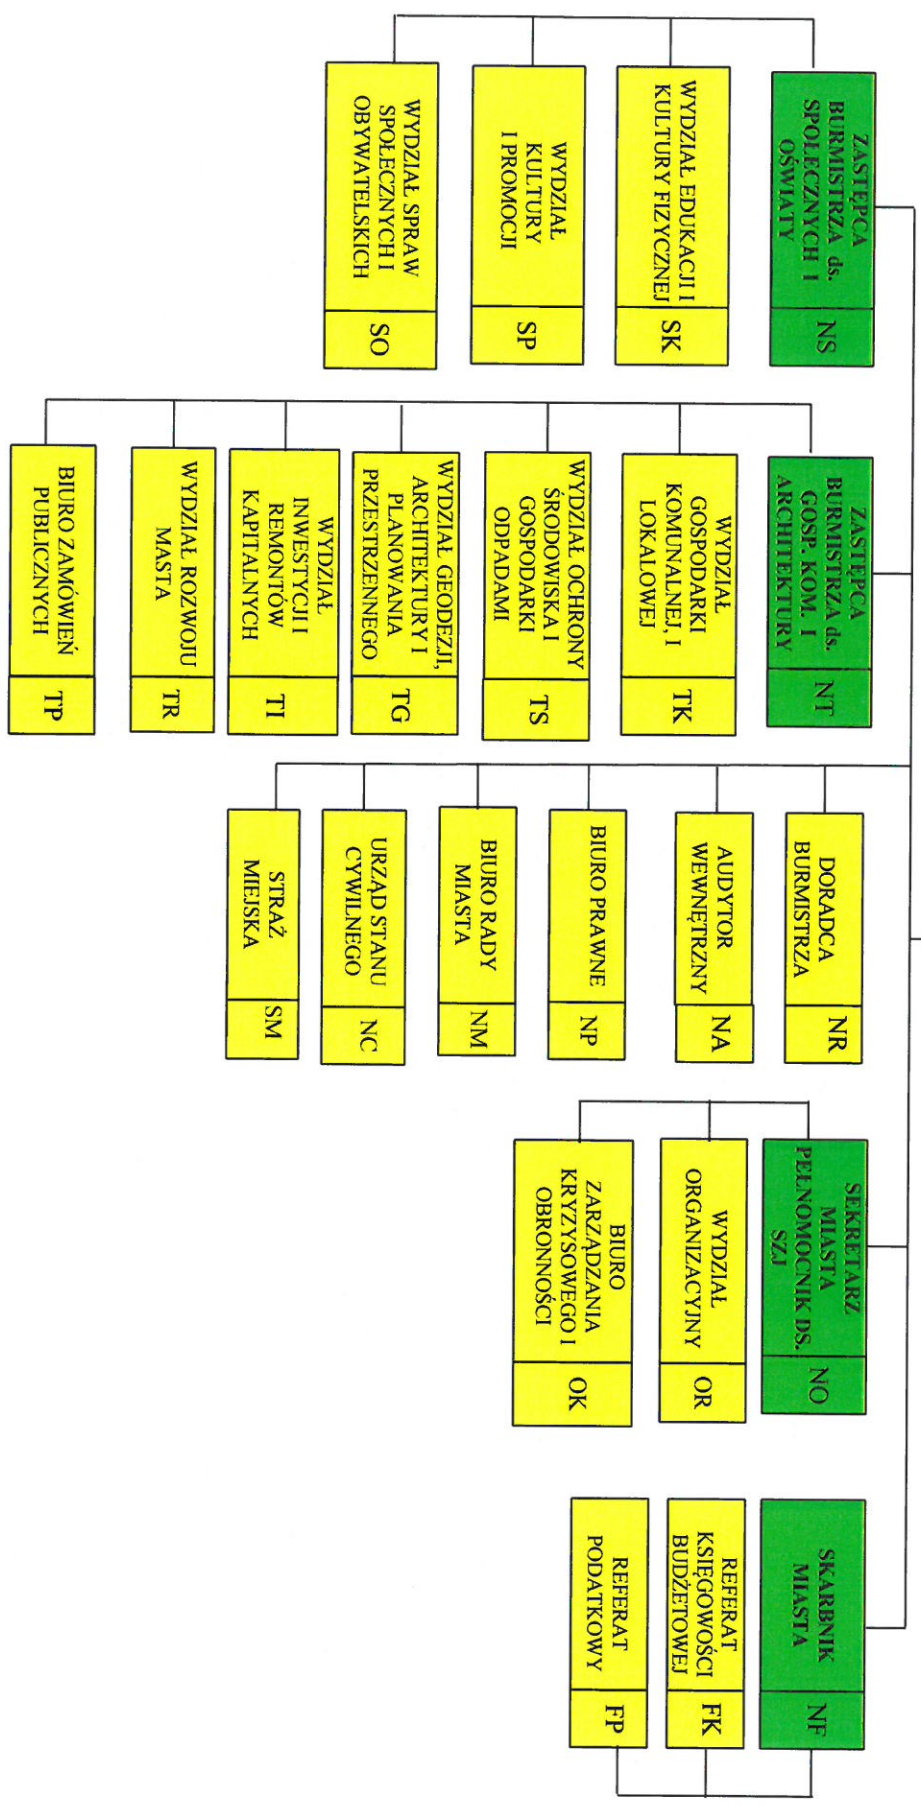 ZASTĘPCA
BURMISTRZA ds.
SPOŁECZNYCH I
OŚWIATY
NS
WYDZIAŁ EDUKACJI I
KULTURY FIZYCZNEJ
SK
WYDZIAŁ
KULTURY
I PROMOCJI
SP
WYDZIAŁ SPRAW
SPOŁECZNYCH I
OBYWATELSKICH
SO
ZASTĘPCA
BURMISTRZA ds.
GOSP. KOM. I
ARCHITEKTURY
NT
WYDZIAŁ
GOSPODARKI
KOMUNALNEJ, I
LOKALOWEJ
TK
WYDZIAŁ OCHRONY
ŚRODOWISKA I
GOSPODARKI
ODPADAMI
TS
WYDZIAŁ GEODEZJI,
ARCHITEKTURY I
PLANOWANIA
PRZESTRZENNEGO
TG
WYDZIAŁ
INWESTYCJI I
REMONTÓW
KAPITALNYCH
TI
WYDZIAŁ ROZWOJU
MIASTA
TR
BIURO ZAMÓWIEŃ
PUBLICZNYCH
TP
DORADCA
BURMISTRZA
NR
AUDYTOR
WEWNĘTRZNY
NA
BIURO PRAWNE
NP
BIURO RADY
MIASTA
NM
URZĄD STANU
CYWILNEGO
NC
STRAŻ
MIEJSKA
SM
SEKRETARZ
MIASTA
PEŁNOMOCNIK DS.
SZJ
NO
WYDZIAŁ
ORGANIZACYJNY
OR
BIURO
ZARZĄDZANIA
KRYZYSOWEGO I
OBRONNOŚCI
OK
SKARBNIK
MIASTA
NF
REFERAT
KSIĘGOWOŚCI
BUDŻETOWEJ
FK
REFERAT
PODATKOWY
FP